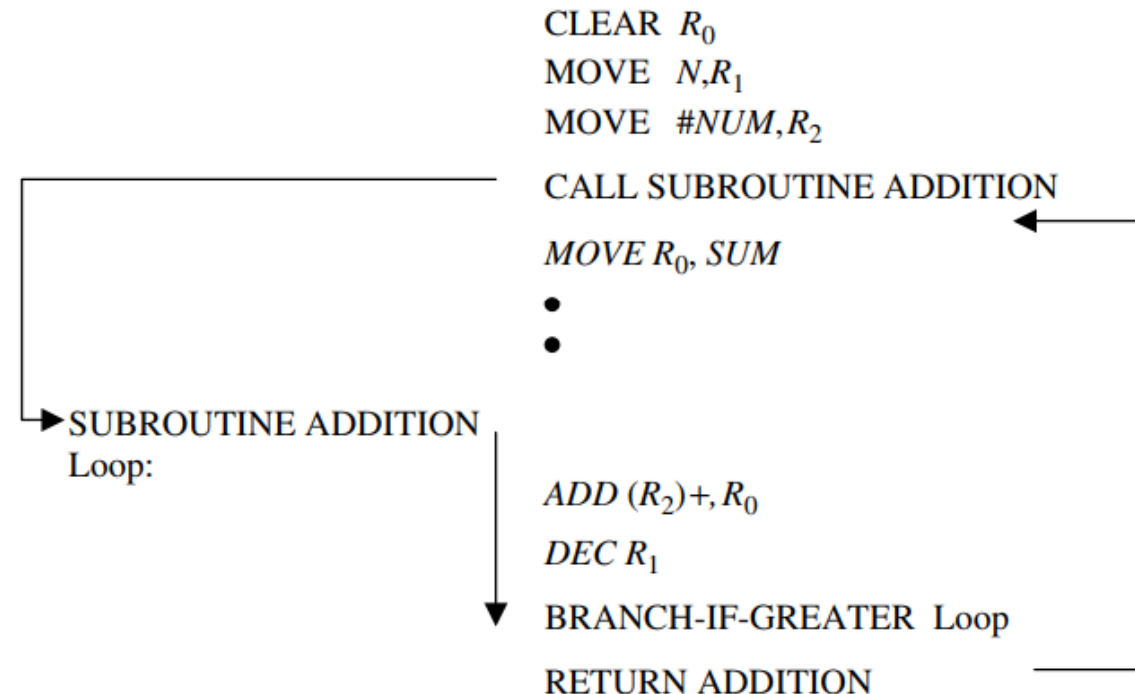 CLEAR R₀
MOVE N,R₁
MOVE #NUM,R₂
CALL SUBROUTINE ADDITION
MOVE R₀, SUM
•
•
SUBROUTINE ADDITION
Loop:
ADD (R₂)+, R₀
DEC R₁
BRANCH-IF-GREATER Loop
RETURN ADDITION